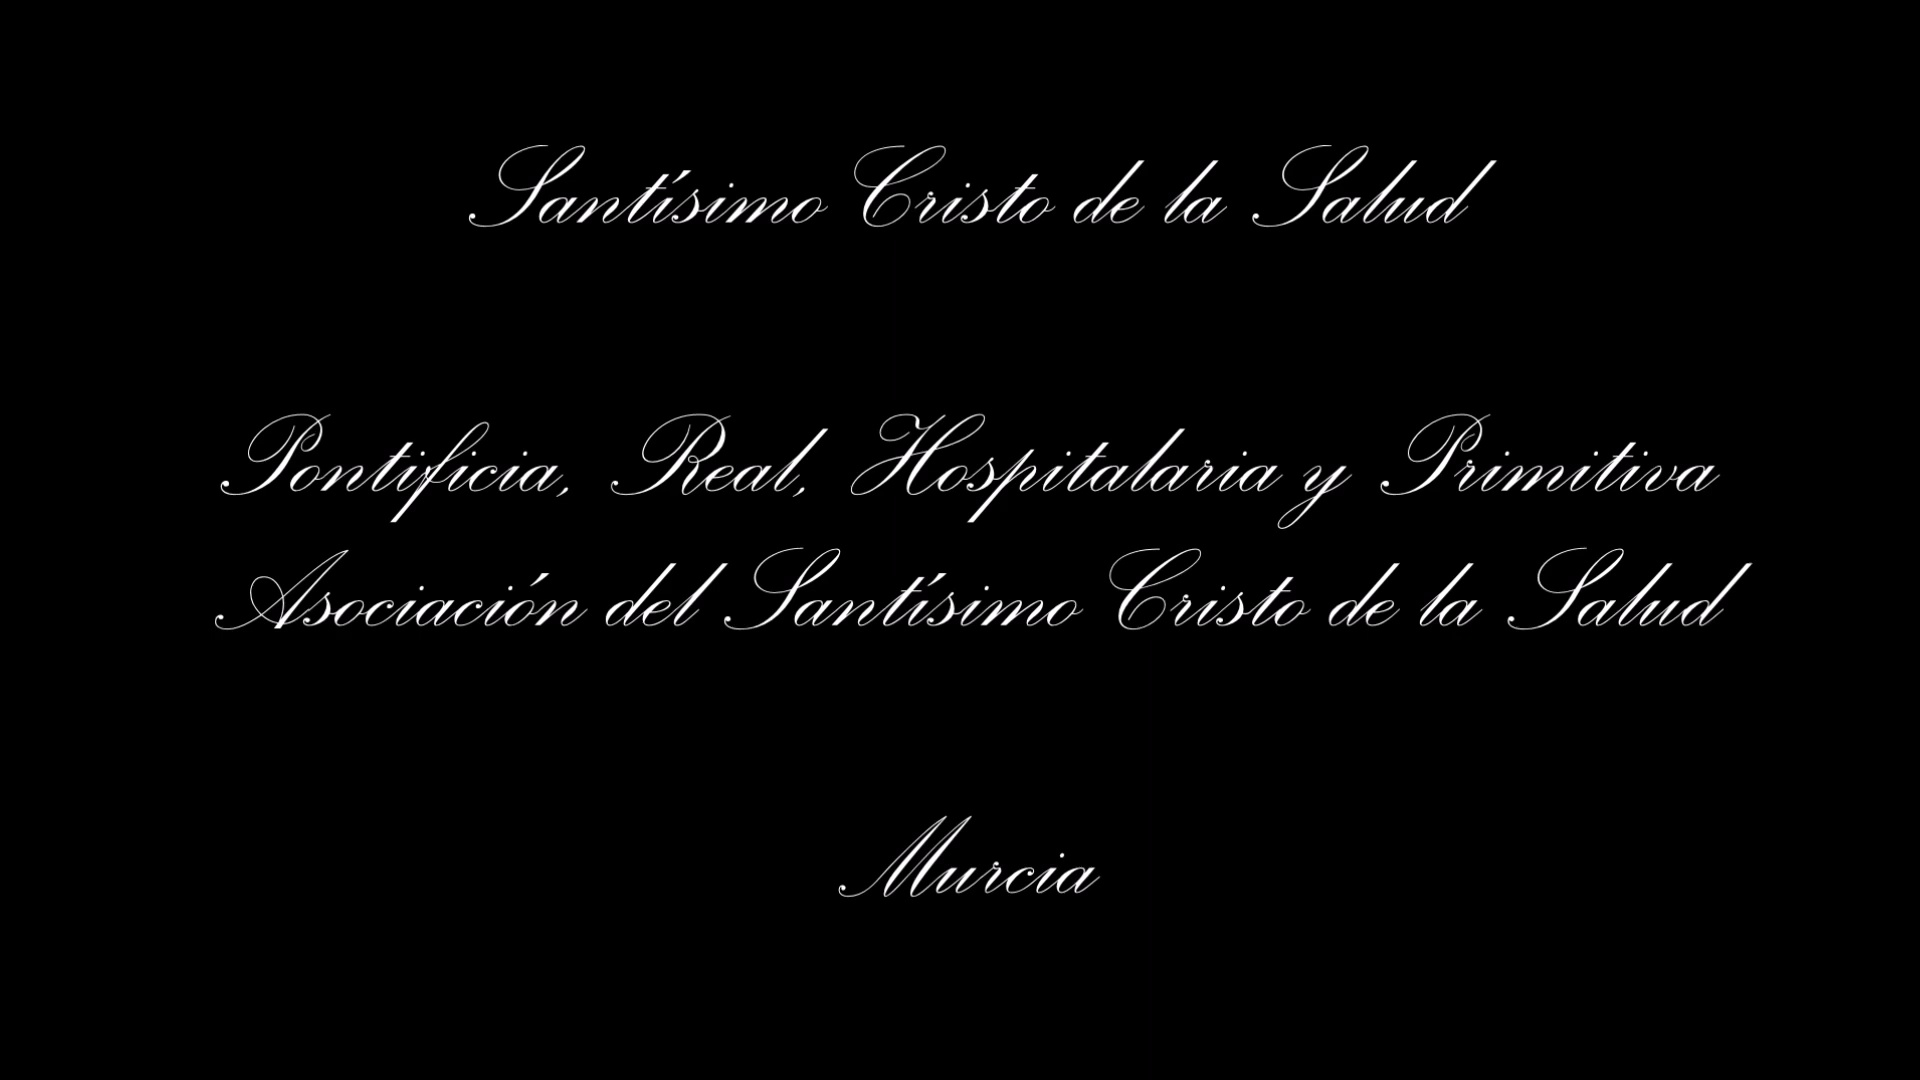 Santísimo Cristo de la Salud
Pontificia, Real, Hospitalaria y Primitiva
Asociación del Santísimo Cristo de la Salud
Murcia